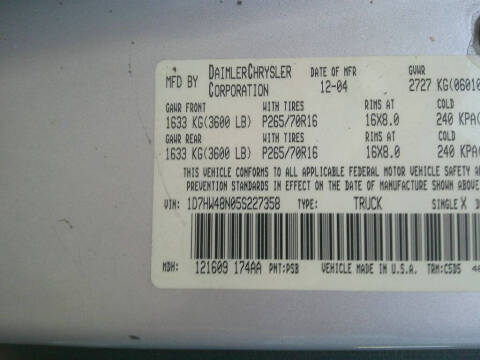 MFD BY DAIMLERCHRYSLER CORPORATION DATE OF MFR 12-04 GVWR 2727 KG(06010
GAWR FRONT WITH TIRES RIMS AT COLD
1633 KG(3600 LB) P265/70R16 16X8.0 240 KPA(
GAWR REAR WITH TIRES RIMS AT COLD
1633 KG(3600 LB) P265/70R16 16X8.0 240 KPA(
THIS VEHICLE CONFORMS TO ALL APPLICABLE FEDERAL MOTOR VEHICLE SAFETY A
PREVENTION STANDARDS IN EFFECT ON THE DATE OF MANUFACTURE SHOWN ABOVE
VIN: 1D7HW48N05S227358 TYPE: TRUCK SINGLE X D
MDH: 121609 174AA PNT:PSB VEHICLE MADE IN U.S.A. TRM:C5D5 48